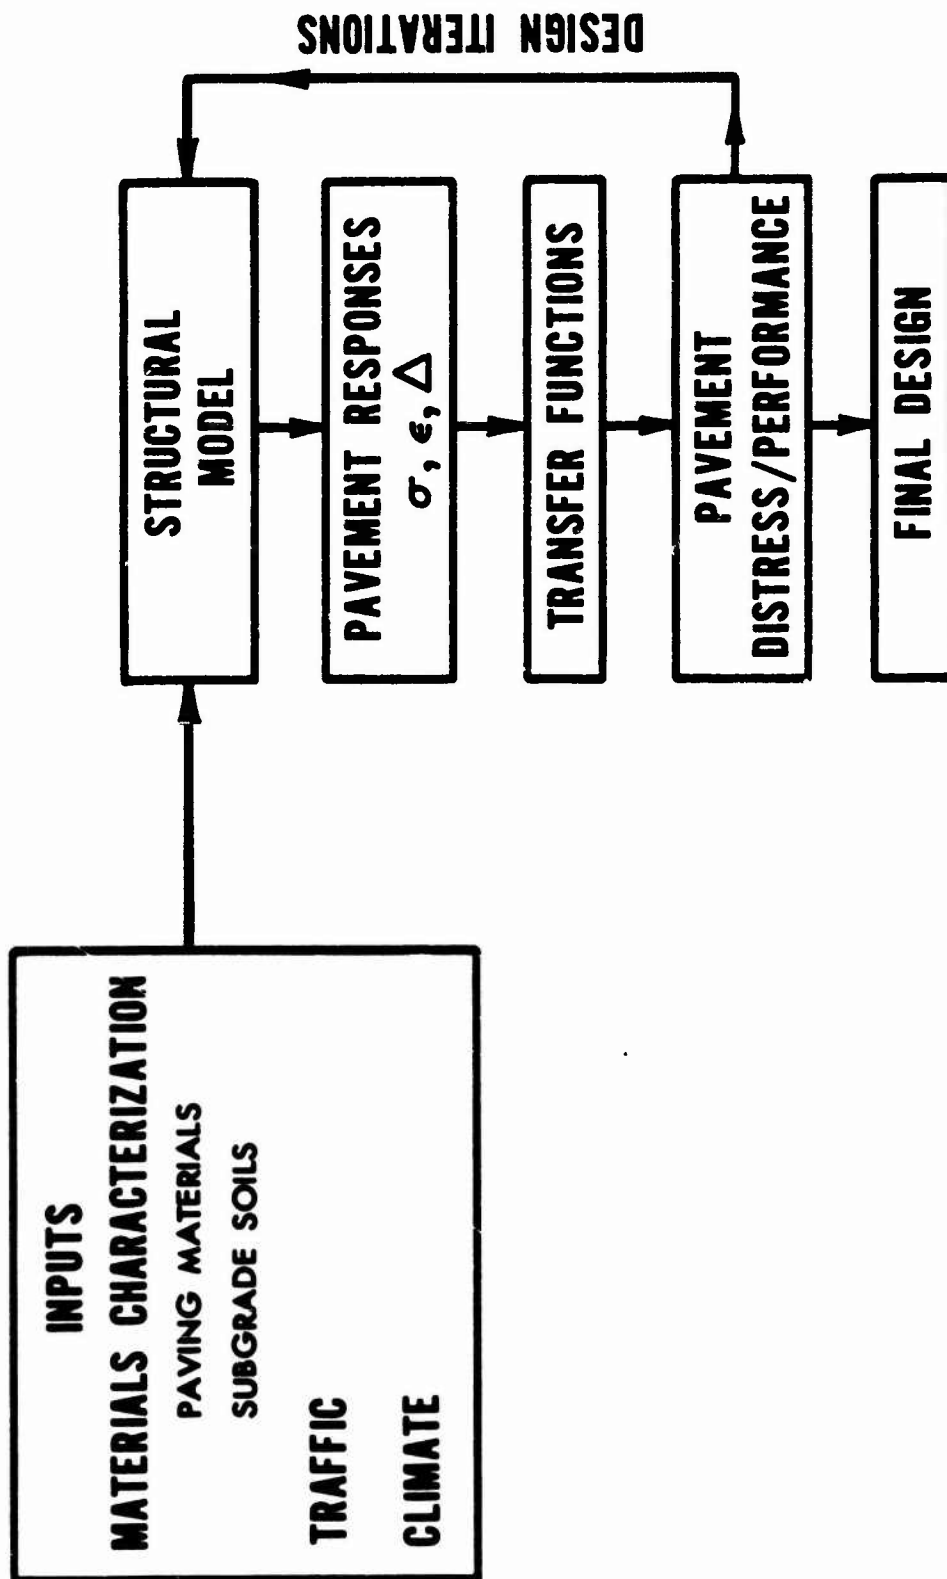 INPUTS
MATERIALS CHARACTERIZATION
PAVING MATERIALS
SUBGRADE SOILS
TRAFFIC
CLIMATE
STRUCTURAL
MODEL
PAVEMENT RESPONSES
σ, ϵ, Δ
TRANSFER FUNCTIONS
PAVEMENT
DISTRESS/PERFORMANCE
FINAL DESIGN
DESIGN ITERATIONS